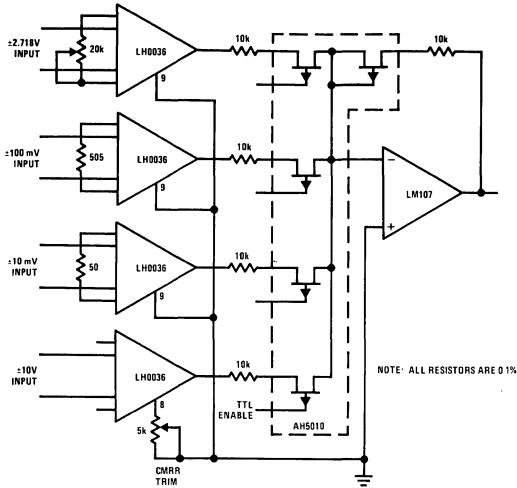 ±2.718V
INPUT
20k
LH0036
9
10k
10k
±100 mV
INPUT
505
LH0036
9
10k
−
LM107
+
±10 mV
INPUT
50
LH0036
9
10k
±10V
INPUT
LH0036
8
10k
5k
CMRR
TRIM
TTL
ENABLE
AH5010
NOTE: ALL RESISTORS ARE 0 1%